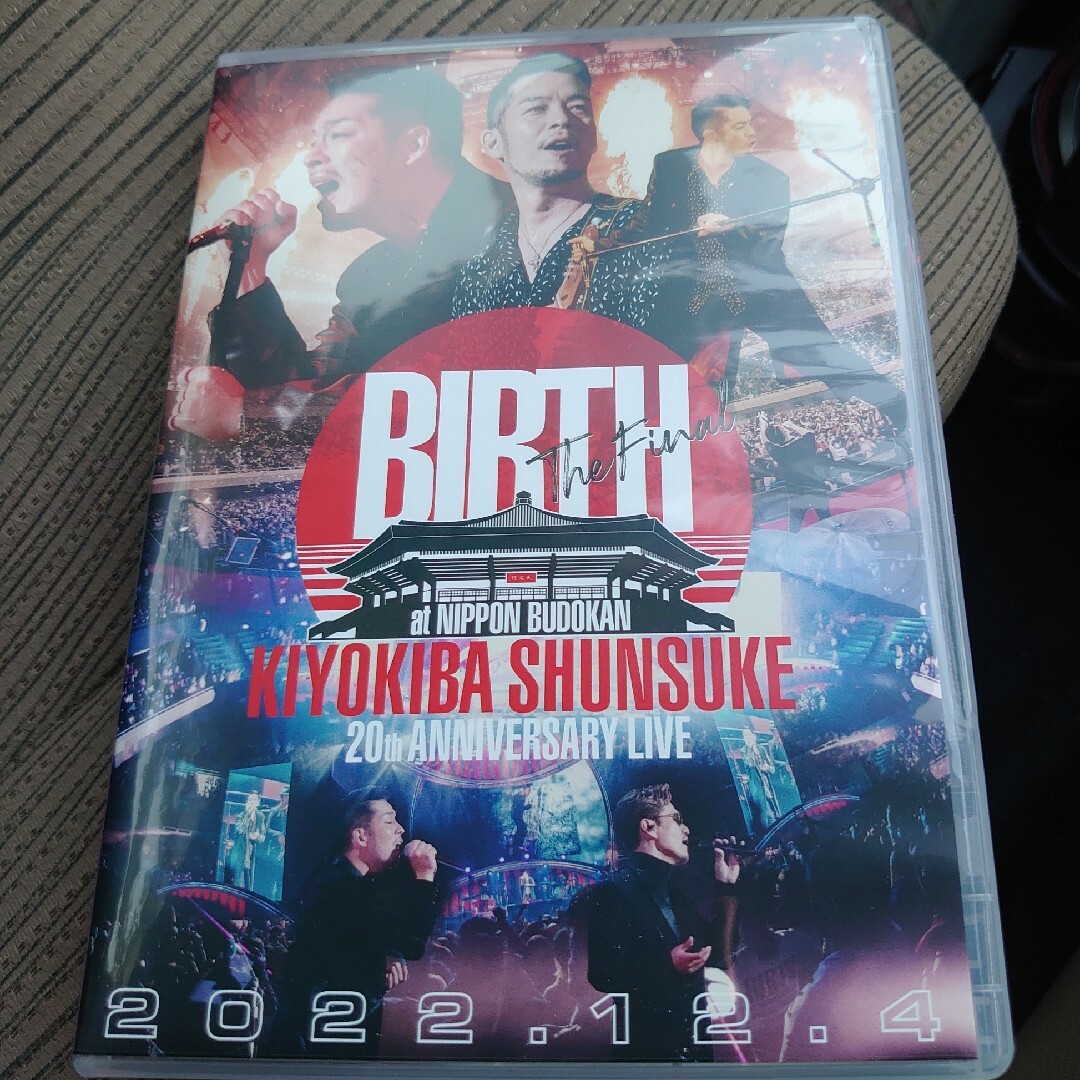 BIRTH
The Final
at NIPPON BUDOKAN
KIYOKIBA SHUNSUKE
20th ANNIVERSARY LIVE
2022.12.4